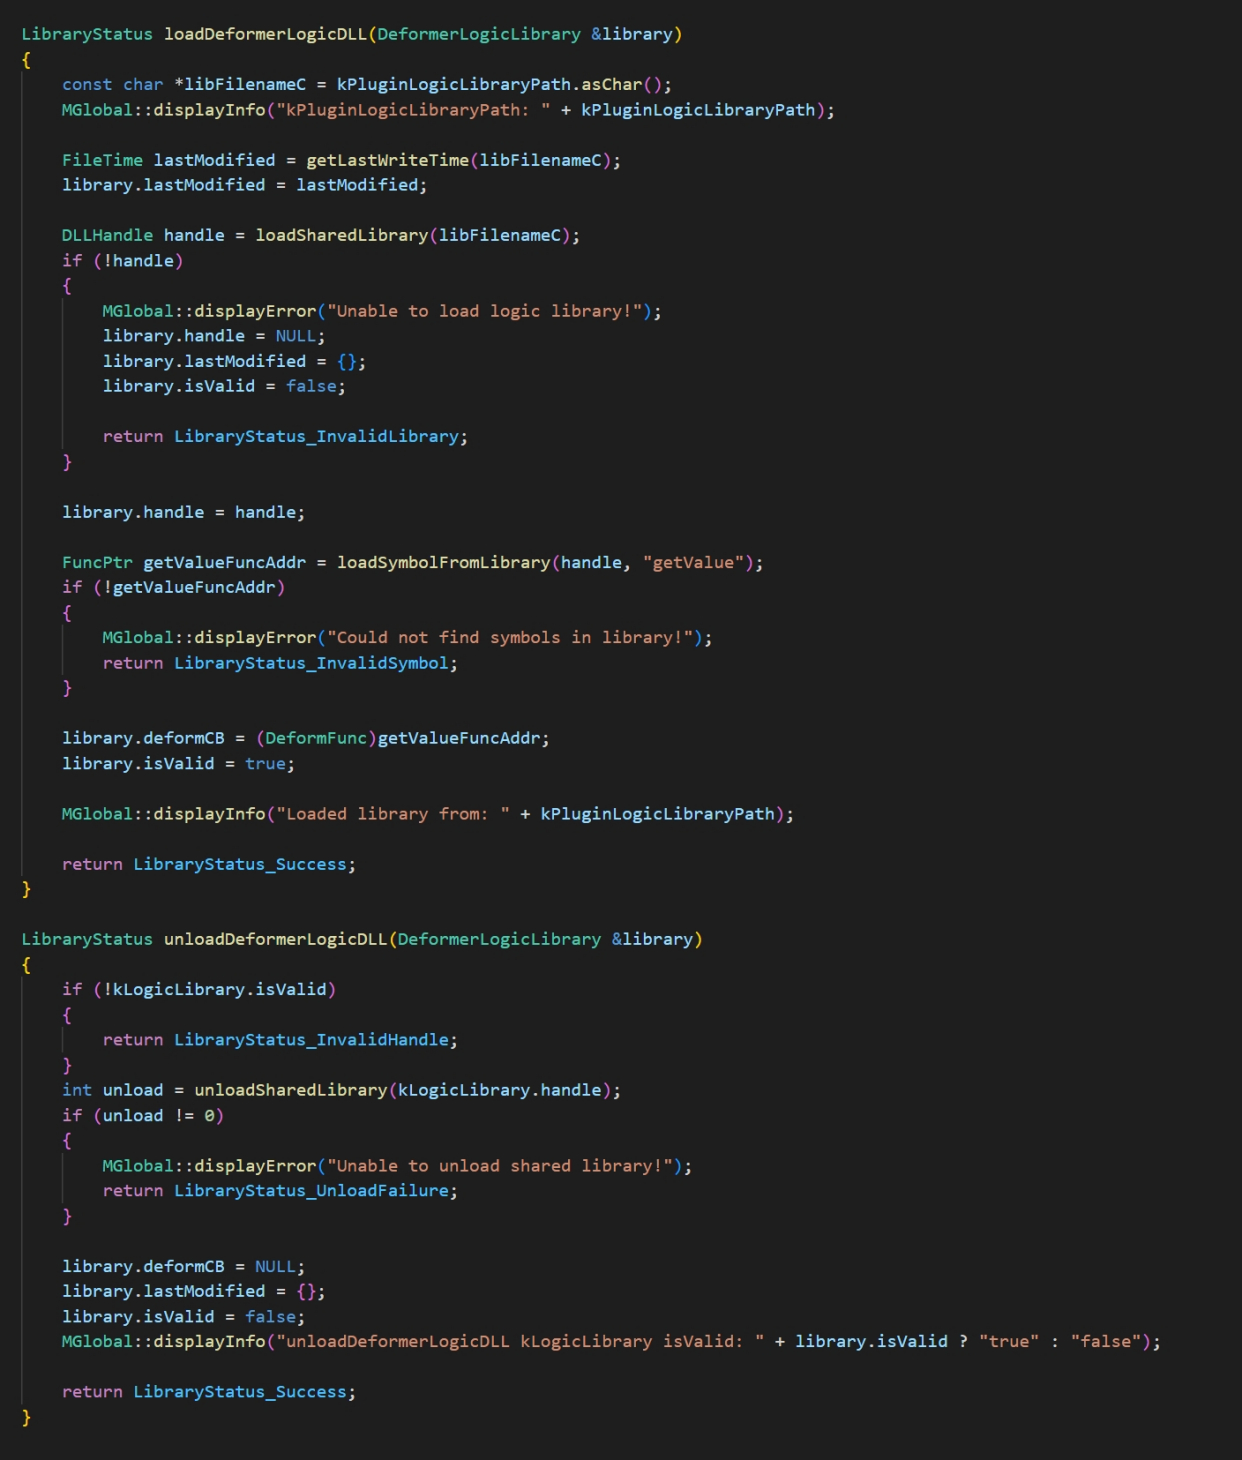 LibraryStatus loadDeformerLogicDLL(DeformerLogicLibrary &library)
{
    const char *libFilenameC = kPluginLogicLibraryPath.asChar();
    MGlobal::displayInfo("kPluginLogicLibraryPath: " + kPluginLogicLibraryPath);

    FileTime lastModified = getLastWriteTime(libFilenameC);
    library.lastModified = lastModified;

    DLLHandle handle = loadSharedLibrary(libFilenameC);
    if (!handle)
    {
        MGlobal::displayError("Unable to load logic library!");
        library.handle = NULL;
        library.lastModified = {};
        library.isValid = false;

        return LibraryStatus_InvalidLibrary;
    }

    library.handle = handle;

    FuncPtr getValueFuncAddr = loadSymbolFromLibrary(handle, "getValue");
    if (!getValueFuncAddr)
    {
        MGlobal::displayError("Could not find symbols in library!");
        return LibraryStatus_InvalidSymbol;
    }

    library.deformCB = (DeformFunc)getValueFuncAddr;
    library.isValid = true;

    MGlobal::displayInfo("Loaded library from: " + kPluginLogicLibraryPath);

    return LibraryStatus_Success;
}

LibraryStatus unloadDeformerLogicDLL(DeformerLogicLibrary &library)
{
    if (!kLogicLibrary.isValid)
    {
        return LibraryStatus_InvalidHandle;
    }
    int unload = unloadSharedLibrary(kLogicLibrary.handle);
    if (unload != 0)
    {
        MGlobal::displayError("Unable to unload shared library!");
        return LibraryStatus_UnloadFailure;
    }

    library.deformCB = NULL;
    library.lastModified = {};
    library.isValid = false;
    MGlobal::displayInfo("unloadDeformerLogicDLL kLogicLibrary isValid: " + library.isValid ? "true" : "false");

    return LibraryStatus_Success;
}